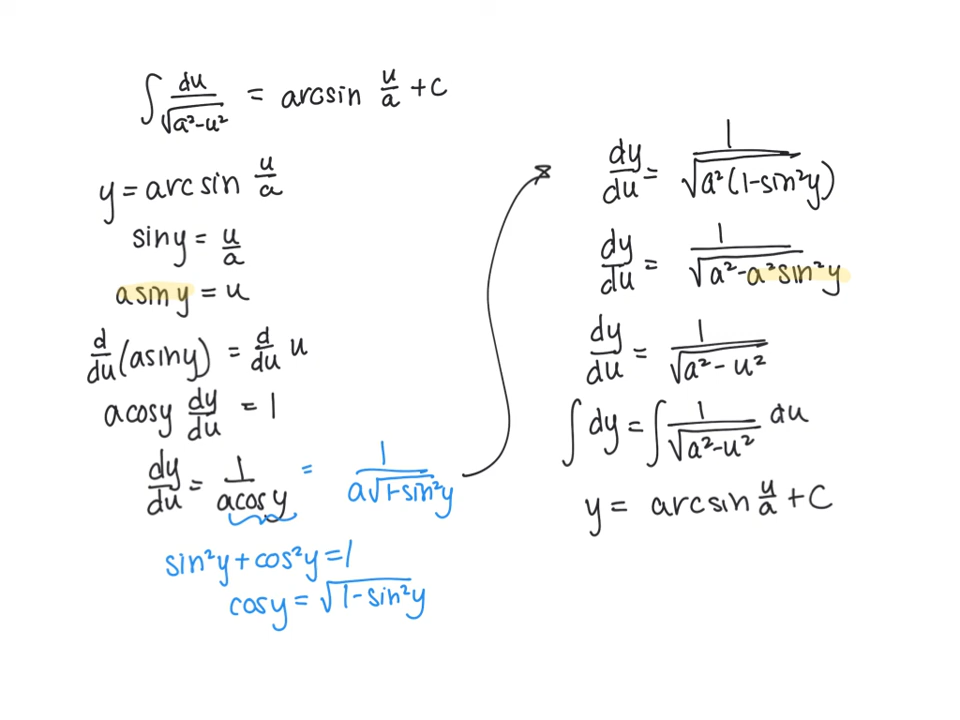 ∫ du/√(a²-u²) = arcsin u/a + C
y = arcsin u/a
sin y = u/a
a sin y = u
d/du (a sin y) = d/du u
a cos y dy/du = 1
dy/du = 1/(a cos y) = 1/(a√(1-sin²y))
sin²y + cos²y = 1
cos y = √(1-sin²y)
dy/du = 1/√(a²(1-sin²y))
dy/du = 1/√(a²-a²sin²y)
dy/du = 1/√(a²-u²)
∫ dy = ∫ 1/√(a²-u²) du
y = arcsin u/a + C